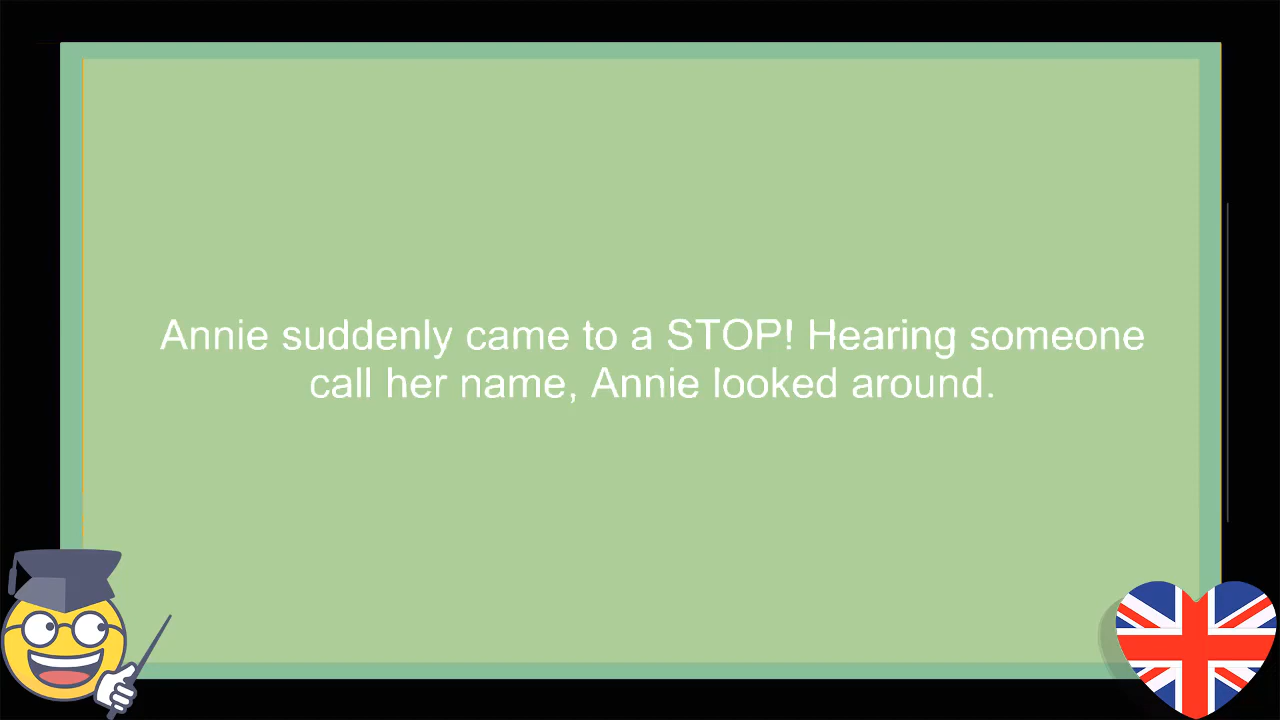 Annie suddenly came to a STOP! Hearing someone
call her name, Annie looked around.